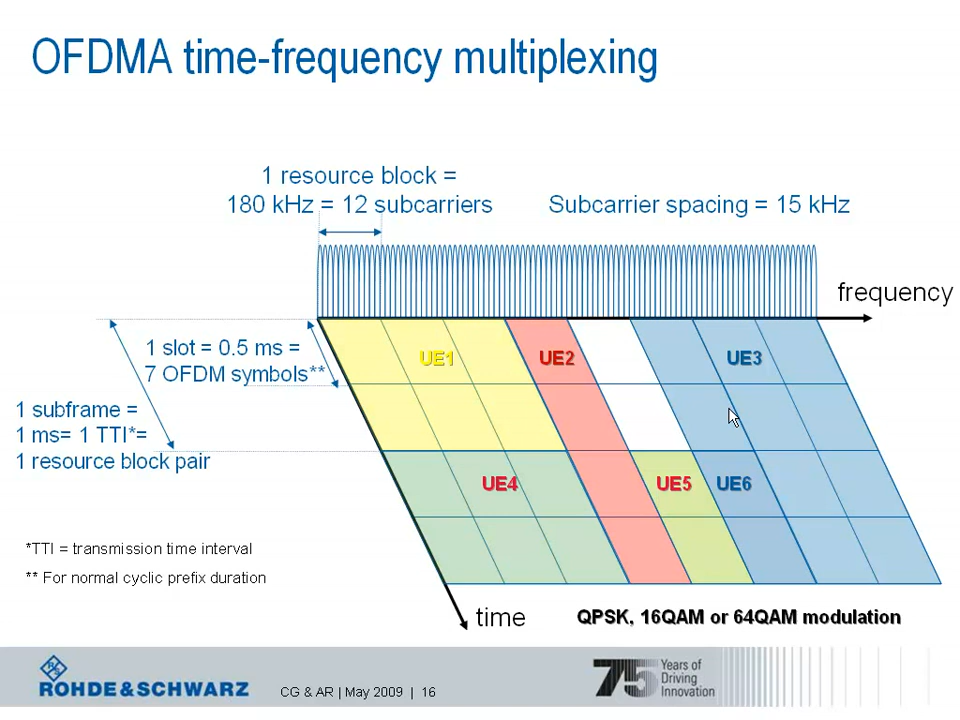 OFDMA time-frequency multiplexing
1 resource block =
180 kHz = 12 subcarriers
Subcarrier spacing = 15 kHz
frequency
1 slot = 0.5 ms =
7 OFDM symbols**
1 subframe =
1 ms= 1 TTI*=
1 resource block pair
UE1
UE2
UE3
UE4
UE5
UE6
*TTI = transmission time interval
** For normal cyclic prefix duration
time
QPSK, 16QAM or 64QAM modulation
R&S
ROHDE&SCHWARZ
CG & AR | May 2009 | 16
75 Years of
Driving
Innovation